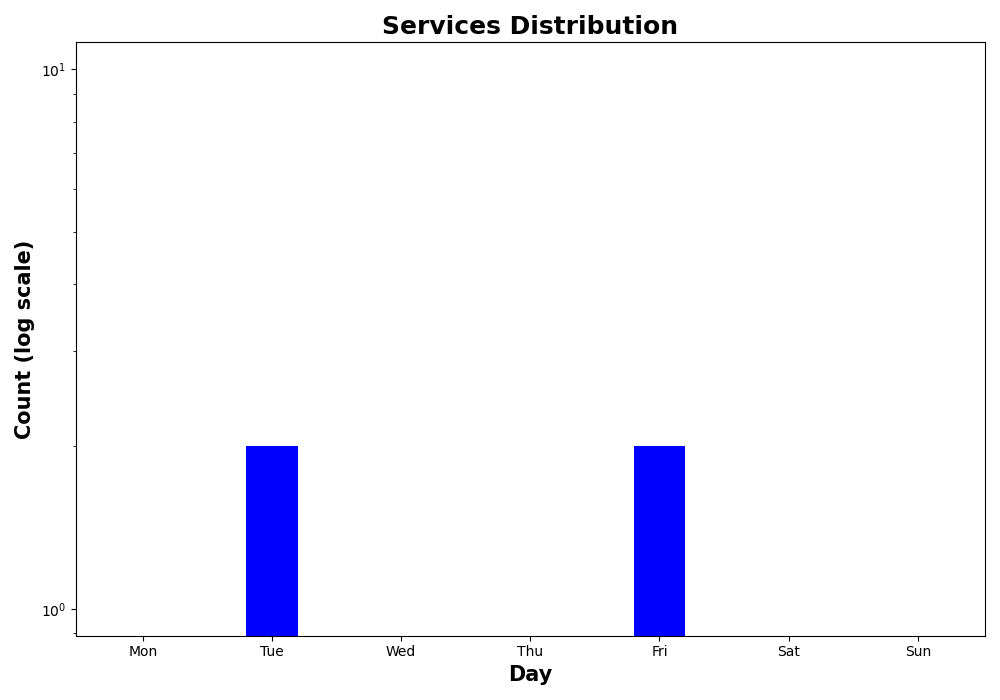 Services Distribution
Count (log scale)
10¹
10⁰
Mon Tue Wed Thu Fri Sat Sun
Day